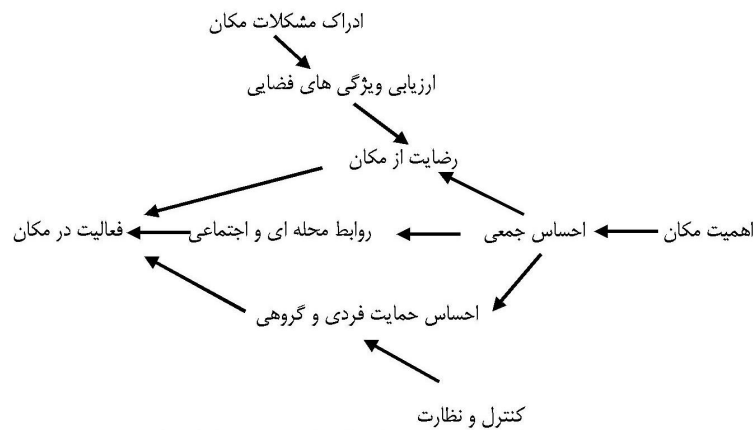 ادراک مشکلات مکان
ارزیابی ویژگی های فضایی
رضایت از مکان
اهمیت مکان
احساس جمعی
روابط محله ای و اجتماعی
فعالیت در مکان
احساس حمایت فردی و گروهی
کنترل و نظارت